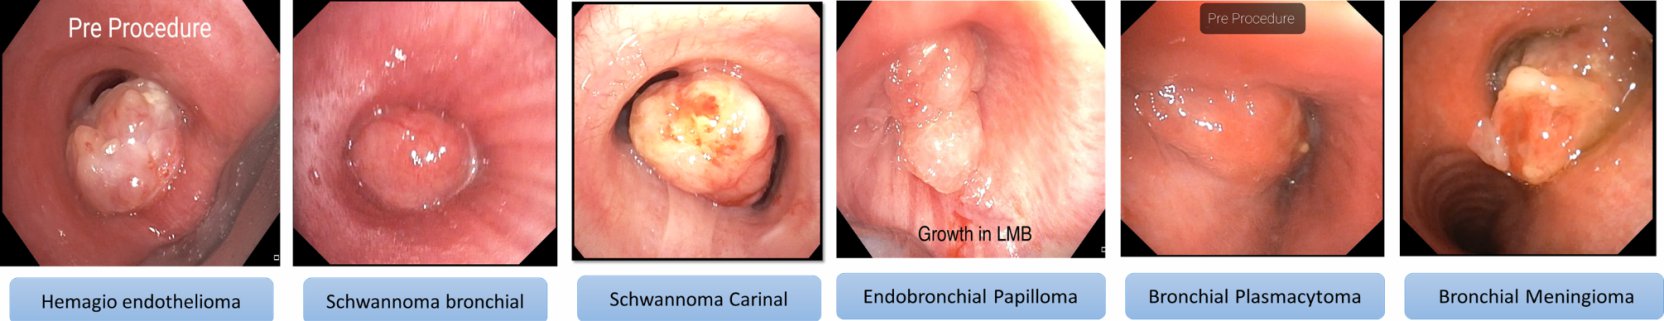 Pre Procedure
Pre Procedure
Growth in LMB
Hemagio endothelioma
Schwannoma bronchial
Schwannoma Carinal
Endobronchial Papilloma
Bronchial Plasmacytoma
Bronchial Meningioma